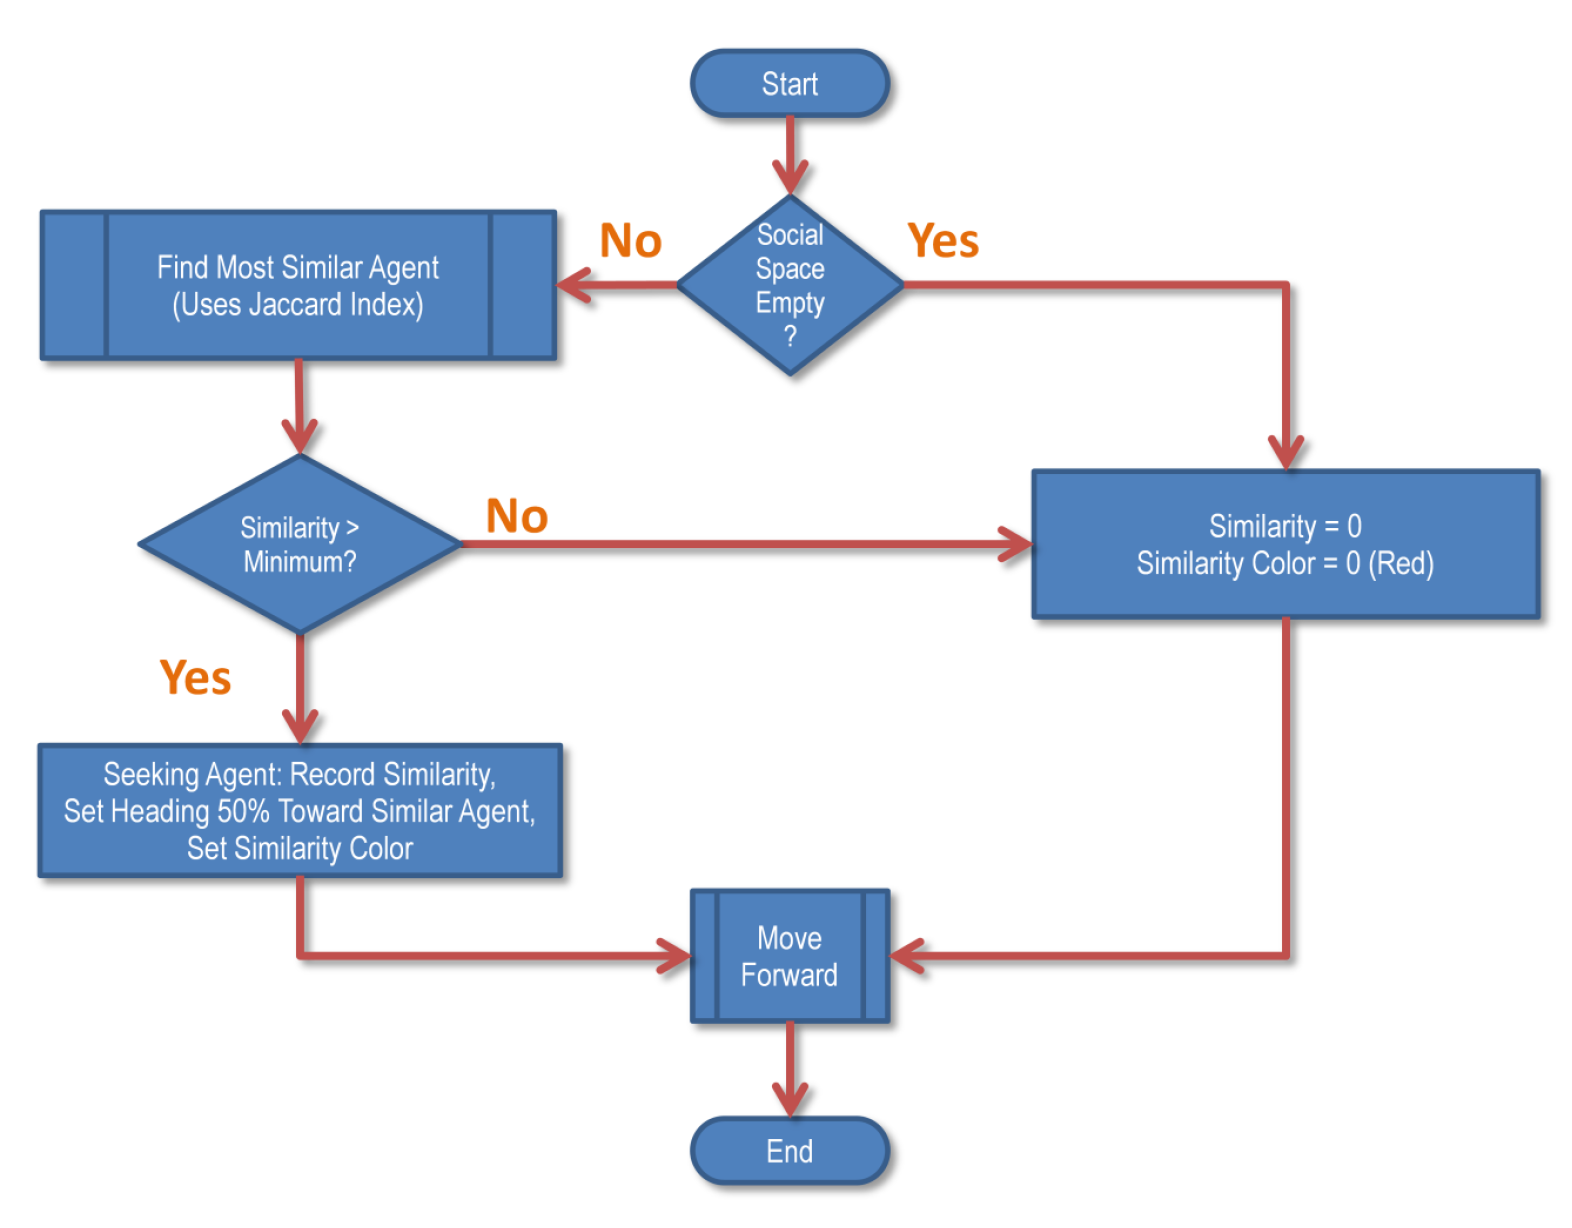 Start
Social
Space
Empty
?
No
Yes
Find Most Similar Agent
(Uses Jaccard Index)
Similarity >
Minimum?
No
Yes
Similarity = 0
Similarity Color = 0 (Red)
Seeking Agent: Record Similarity,
Set Heading 50% Toward Similar Agent,
Set Similarity Color
Move
Forward
End